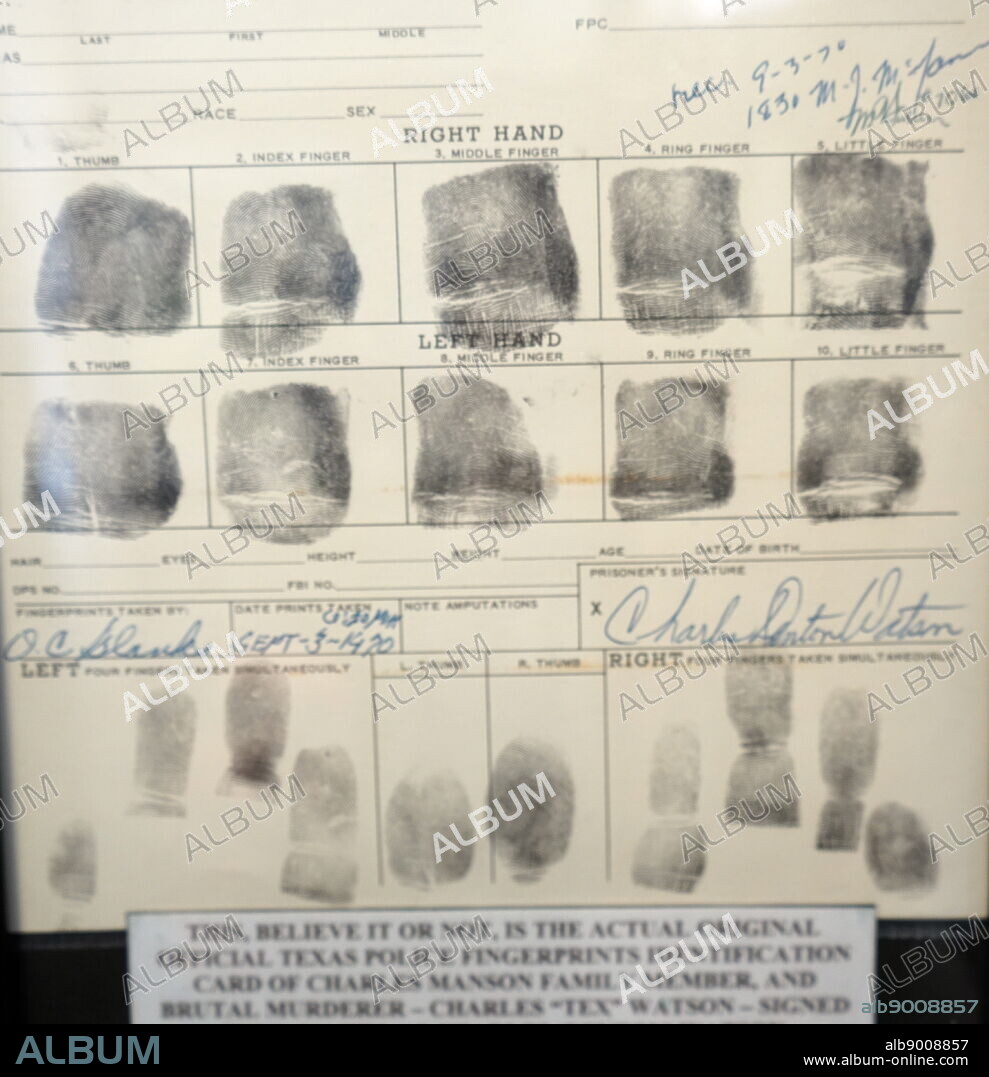 FPC
LAST FIRST MIDDLE
AS
9-3-70
1830 M. J.
RACE SEX
RIGHT HAND
1. THUMB 2. INDEX FINGER 3. MIDDLE FINGER 4. RING FINGER 5. LITTLE FINGER
LEFT HAND
6. THUMB 7. INDEX FINGER 8. MIDDLE FINGER 9. RING FINGER 10. LITTLE FINGER
HAIR EYES HEIGHT WEIGHT AGE DATE OF BIRTH
DPS NO. FBI NO. PRISONER'S SIGNATURE
FINGERPRINTS TAKEN BY: DATE PRINTS TAKEN NOTE AMPUTATIONS
SEPT-3-1970 X Charles Denton Watson
LEFT FOUR FINGERS TAKEN SIMULTANEOUSLY L. THUMB R. THUMB RIGHT FOUR FINGERS TAKEN SIMULTANEOUSLY
THIS, BELIEVE IT OR NOT, IS THE ACTUAL ORIGINAL
OFFICIAL TEXAS POLICE FINGERPRINTS IDENTIFICATION
CARD OF CHARLES MANSON FAMILY MEMBER, AND
BRUTAL MURDERER – CHARLES "TEX" WATSON – SIGNED
alb9008857
ALBUM
alb9008857
www.album-online.com